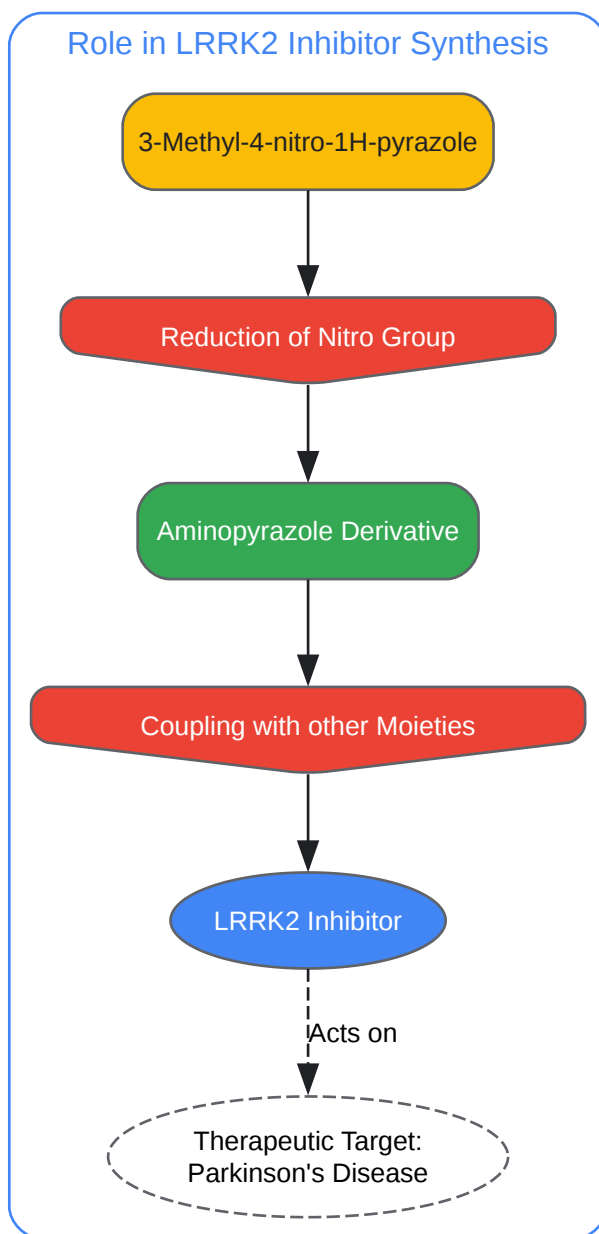 Role in LRRK2 Inhibitor Synthesis
3-Methyl-4-nitro-1H-pyrazole
Reduction of Nitro Group
Aminopyrazole Derivative
Coupling with other Moieties
LRRK2 Inhibitor
Acts on
Therapeutic Target:
Parkinson's Disease